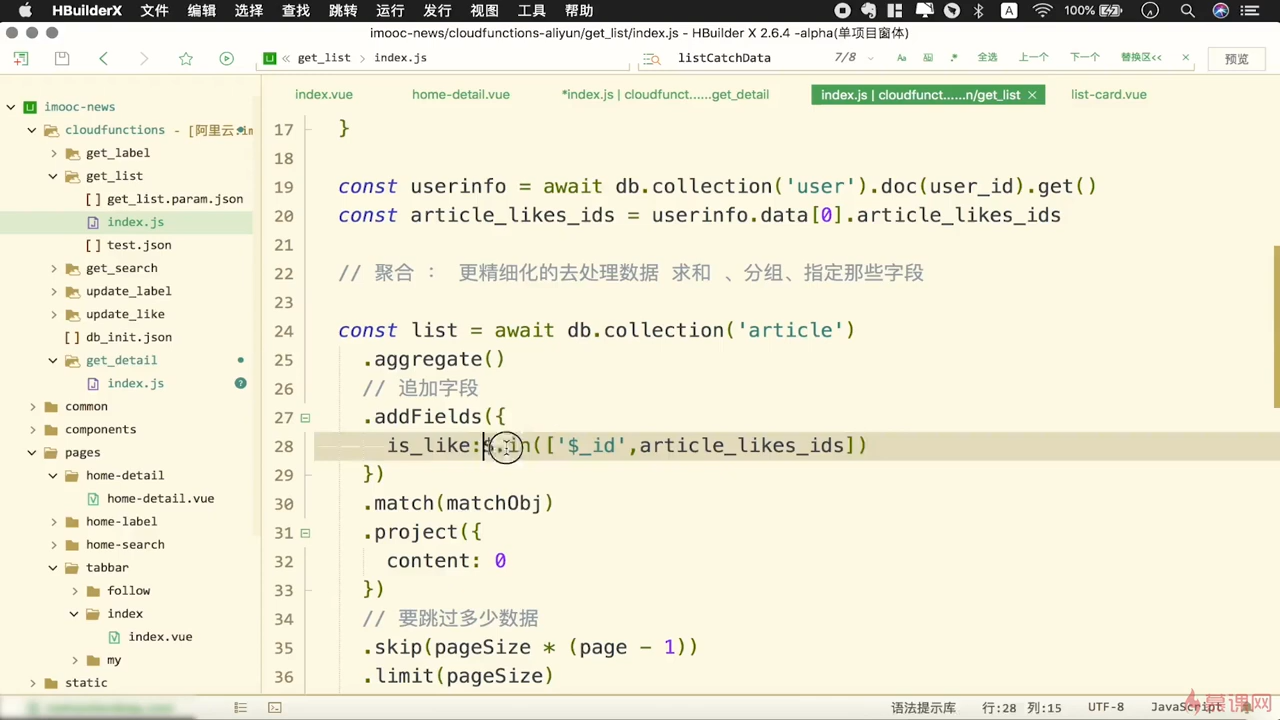 HBuilderX 文件 编辑 选择 查找 跳转 运行 发行 视图 工具 帮助 A 100%
imooc-news/cloudfunctions-aliyun/get_list/index.js - HBuilder X 2.6.4 -alpha(单项目窗体)
get_list index.js listCatchData 7/8 Aa 全选 上一个 下一个 替换区<< 预览
index.vue home-detail.vue *index.js | cloudfunct......get_detail index.js | cloudfunct......n/get_list list-card.vue
imooc-news
cloudfunctions - [阿里云:im
get_label
get_list
[ ] get_list.param.json
index.js
[ ] test.json
get_search
update_label
update_like
[ ] db_init.json
get_detail
index.js
common
components
pages
home-detail
home-detail.vue
home-label
home-search
tabbar
follow
index
index.vue
my
static
17 }
18
19 const userinfo = await db.collection('user').doc(user_id).get()
20 const article_likes_ids = userinfo.data[0].article_likes_ids
21
22 // 聚合 ： 更精细化的去处理数据 求和 、分组、指定那些字段
23
24 const list = await db.collection('article')
25 .aggregate()
26 // 追加字段
27 .addFields({
28 is_like:$.in(['$_id',article_likes_ids])
29 })
30 .match(matchObj)
31 .project({
32 content: 0
33 })
34 // 要跳过多少数据
35 .skip(pageSize * (page - 1))
36 .limit(pageSize)
语法提示库 行:28 列:15 UTF-8 JavaScript
慕课网